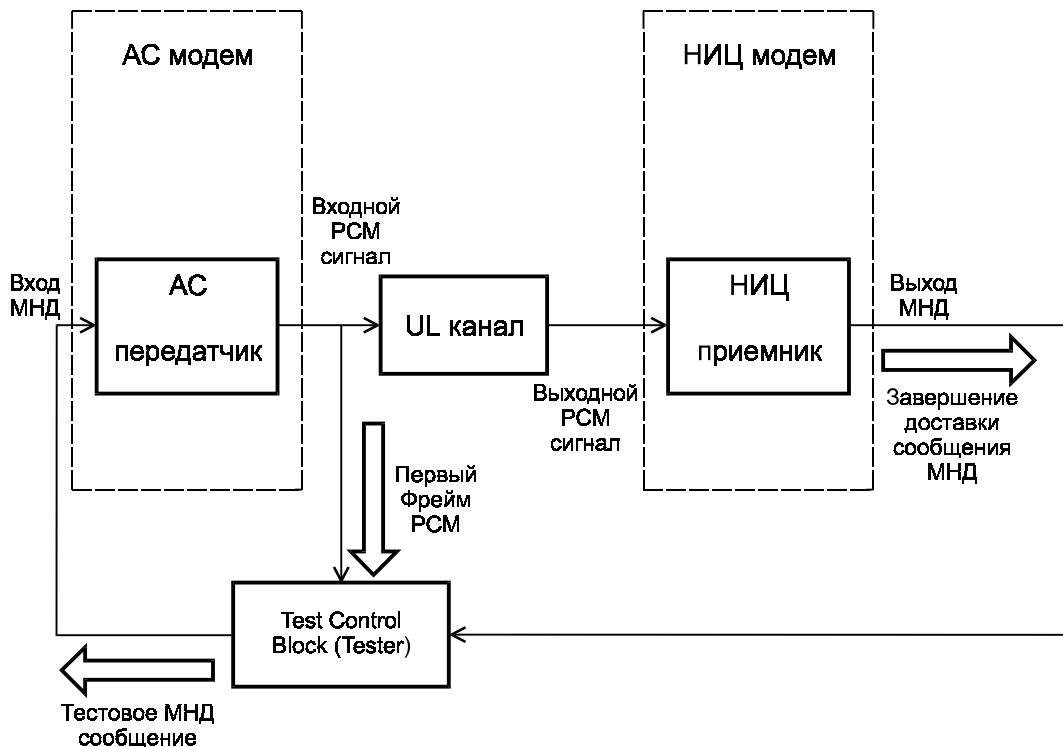 АС модем
НИЦ модем
Входной
PCM
сигнал
Вход
МНД
АС
передатчик
UL канал
НИЦ
приемник
Выход
МНД
Выходной
PCM
сигнал
Завершение
доставки
сообщения
МНД
Первый
Фрейм
PCM
Test Control
Block (Tester)
Тестовое МНД
сообщение